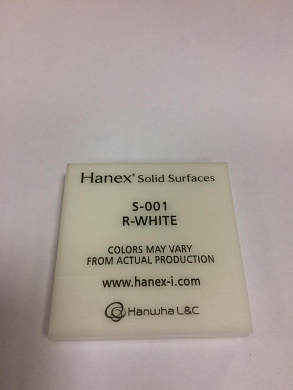 Hanex® Solid Surfaces
S-001
R-WHITE
COLORS MAY VARY
FROM ACTUAL PRODUCTION
www.hanex-i.com
Hanwha L&C